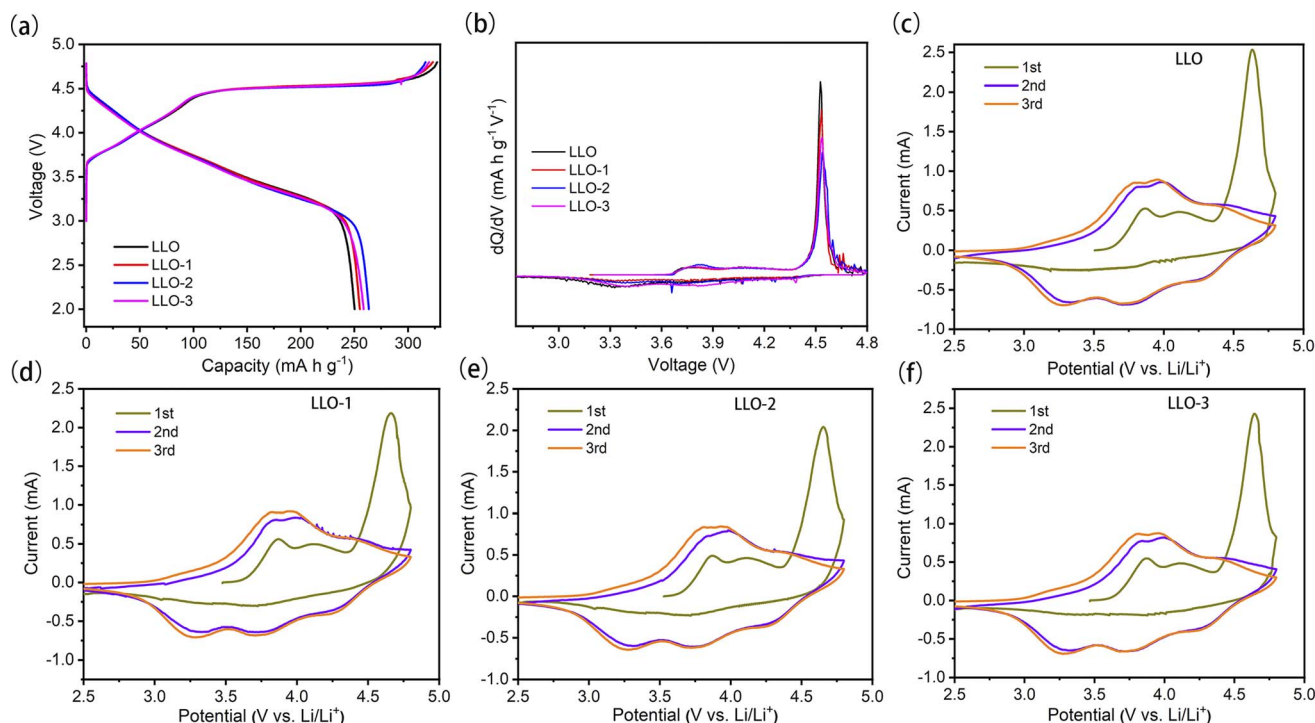 (a)
5.0
4.5
4.0
3.5
3.0
2.5
2.0
Voltage (V)
LLO
LLO-1
LLO-2
LLO-3
0 50 100 150 200 250 300
Capacity (mA h g⁻¹)
(b)
dQ/dV (mA h g⁻¹ V⁻¹)
LLO
LLO-1
LLO-2
LLO-3
3.0 3.3 3.6 3.9 4.2 4.5 4.8
Voltage (V)
(c)
LLO
1st
2nd
3rd
2.5
2.0
1.5
1.0
0.5
0.0
-0.5
-1.0
Current (mA)
2.5 3.0 3.5 4.0 4.5 5.0
Potential (V vs. Li/Li⁺)
(d)
LLO-1
1st
2nd
3rd
2.5
2.0
1.5
1.0
0.5
0.0
-0.5
-1.0
Current (mA)
2.5 3.0 3.5 4.0 4.5 5.0
Potential (V vs. Li/Li⁺)
(e)
LLO-2
1st
2nd
3rd
2.5
2.0
1.5
1.0
0.5
0.0
-0.5
-1.0
Current (mA)
2.5 3.0 3.5 4.0 4.5 5.0
Potential (V vs. Li/Li⁺)
(f)
LLO-3
1st
2nd
3rd
2.5
2.0
1.5
1.0
0.5
0.0
-0.5
-1.0
Current (mA)
2.5 3.0 3.5 4.0 4.5 5.0
Potential (V vs. Li/Li⁺)